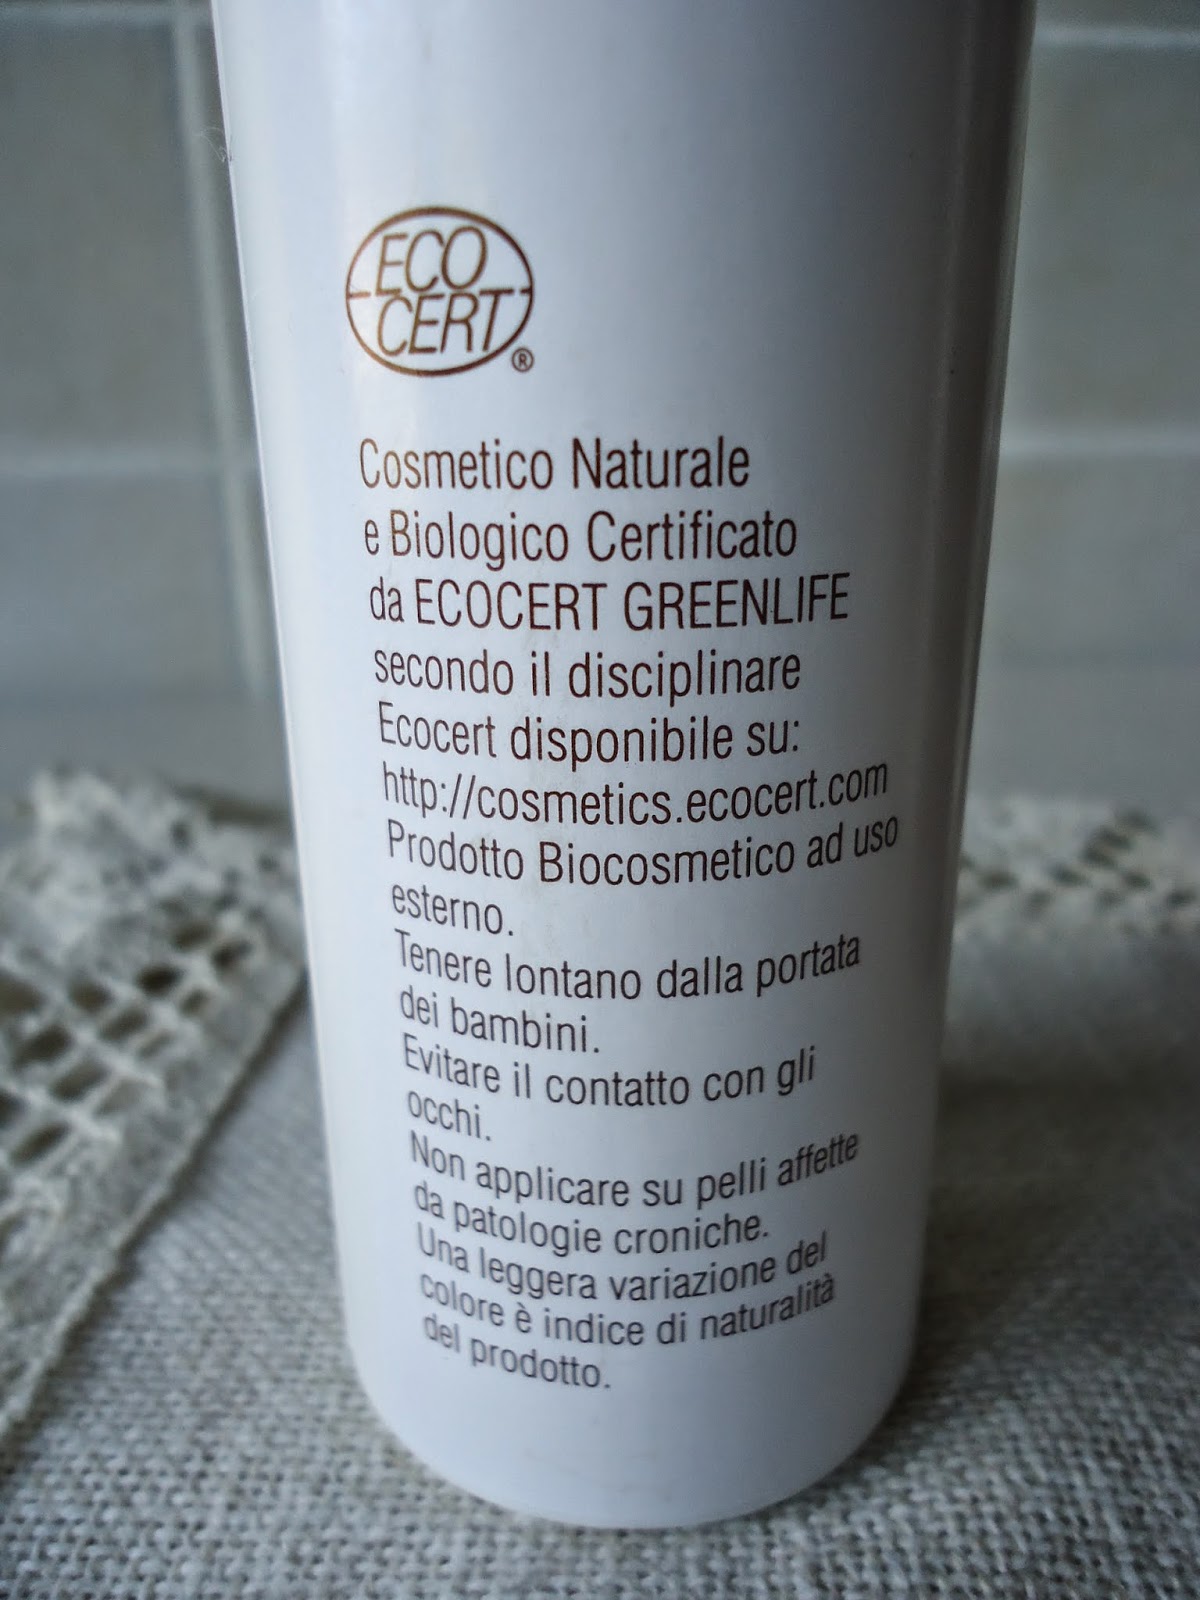 ECO
CERT®
Cosmetico Naturale
e Biologico Certificato
da ECOCERT GREENLIFE
secondo il disciplinare
Ecocert disponibile su:
http://cosmetics.ecocert.com
Prodotto Biocosmetico ad uso
esterno.
Tenere lontano dalla portata
dei bambini.
Evitare il contatto con gli
occhi.
Non applicare su pelli affette
da patologie croniche.
Una leggera variazione del
colore è indice di naturalità
del prodotto.